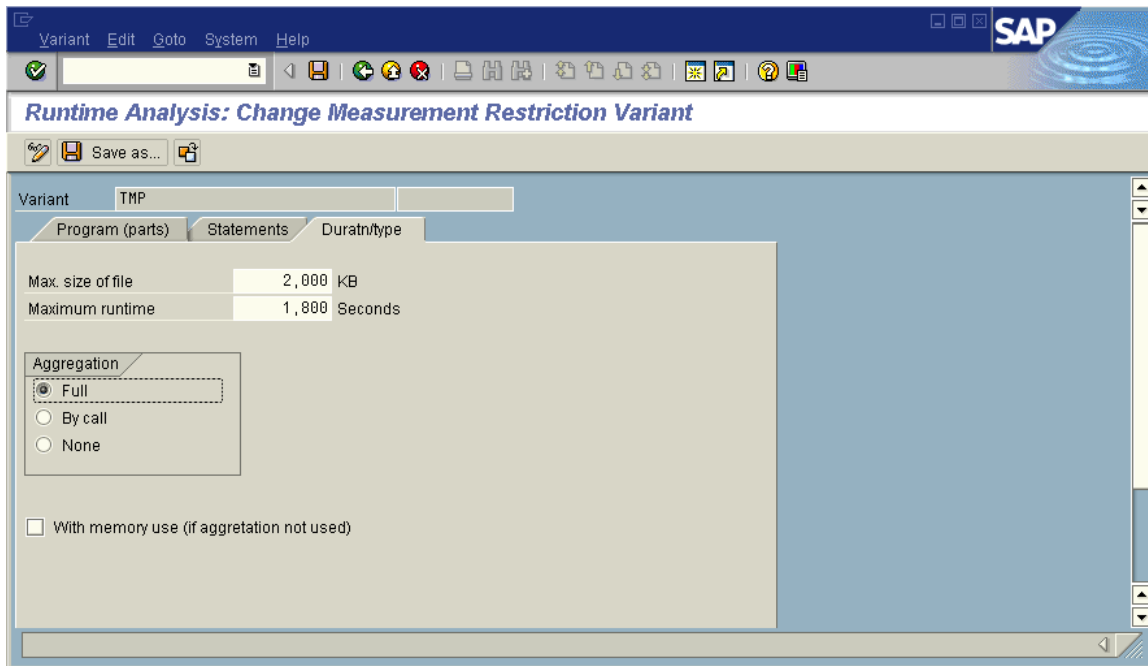 Variant Edit Goto System Help
SAP
Runtime Analysis: Change Measurement Restriction Variant
Save as...
Variant TMP
Program (parts) Statements Duratn/type
Max. size of file 2,000 KB
Maximum runtime 1,800 Seconds
Aggregation
Full
By call
None
With memory use (if aggretation not used)